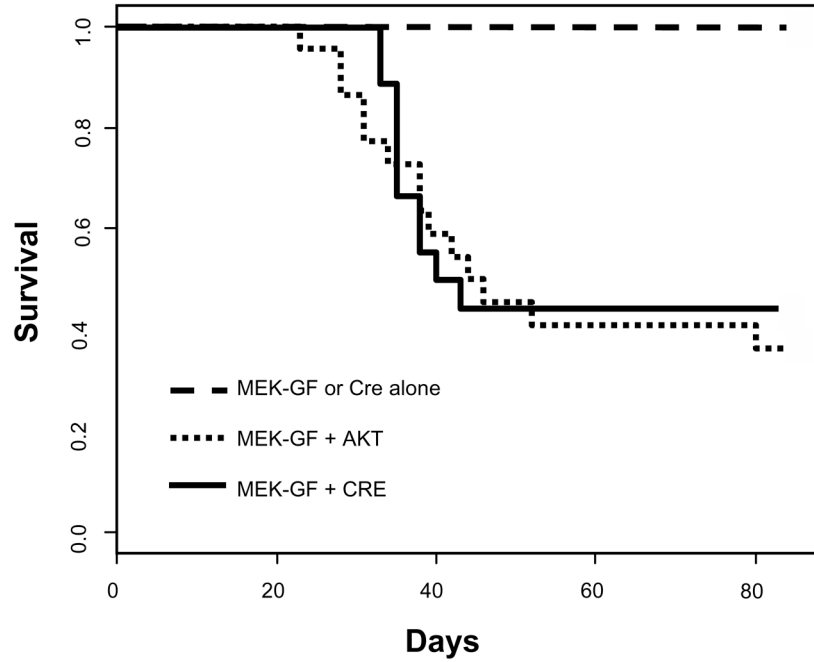 1.0
0.8
0.6
0.4
0.2
0.0
Survival
MEK-GF or Cre alone
MEK-GF + AKT
MEK-GF + CRE
0 20 40 60 80
Days